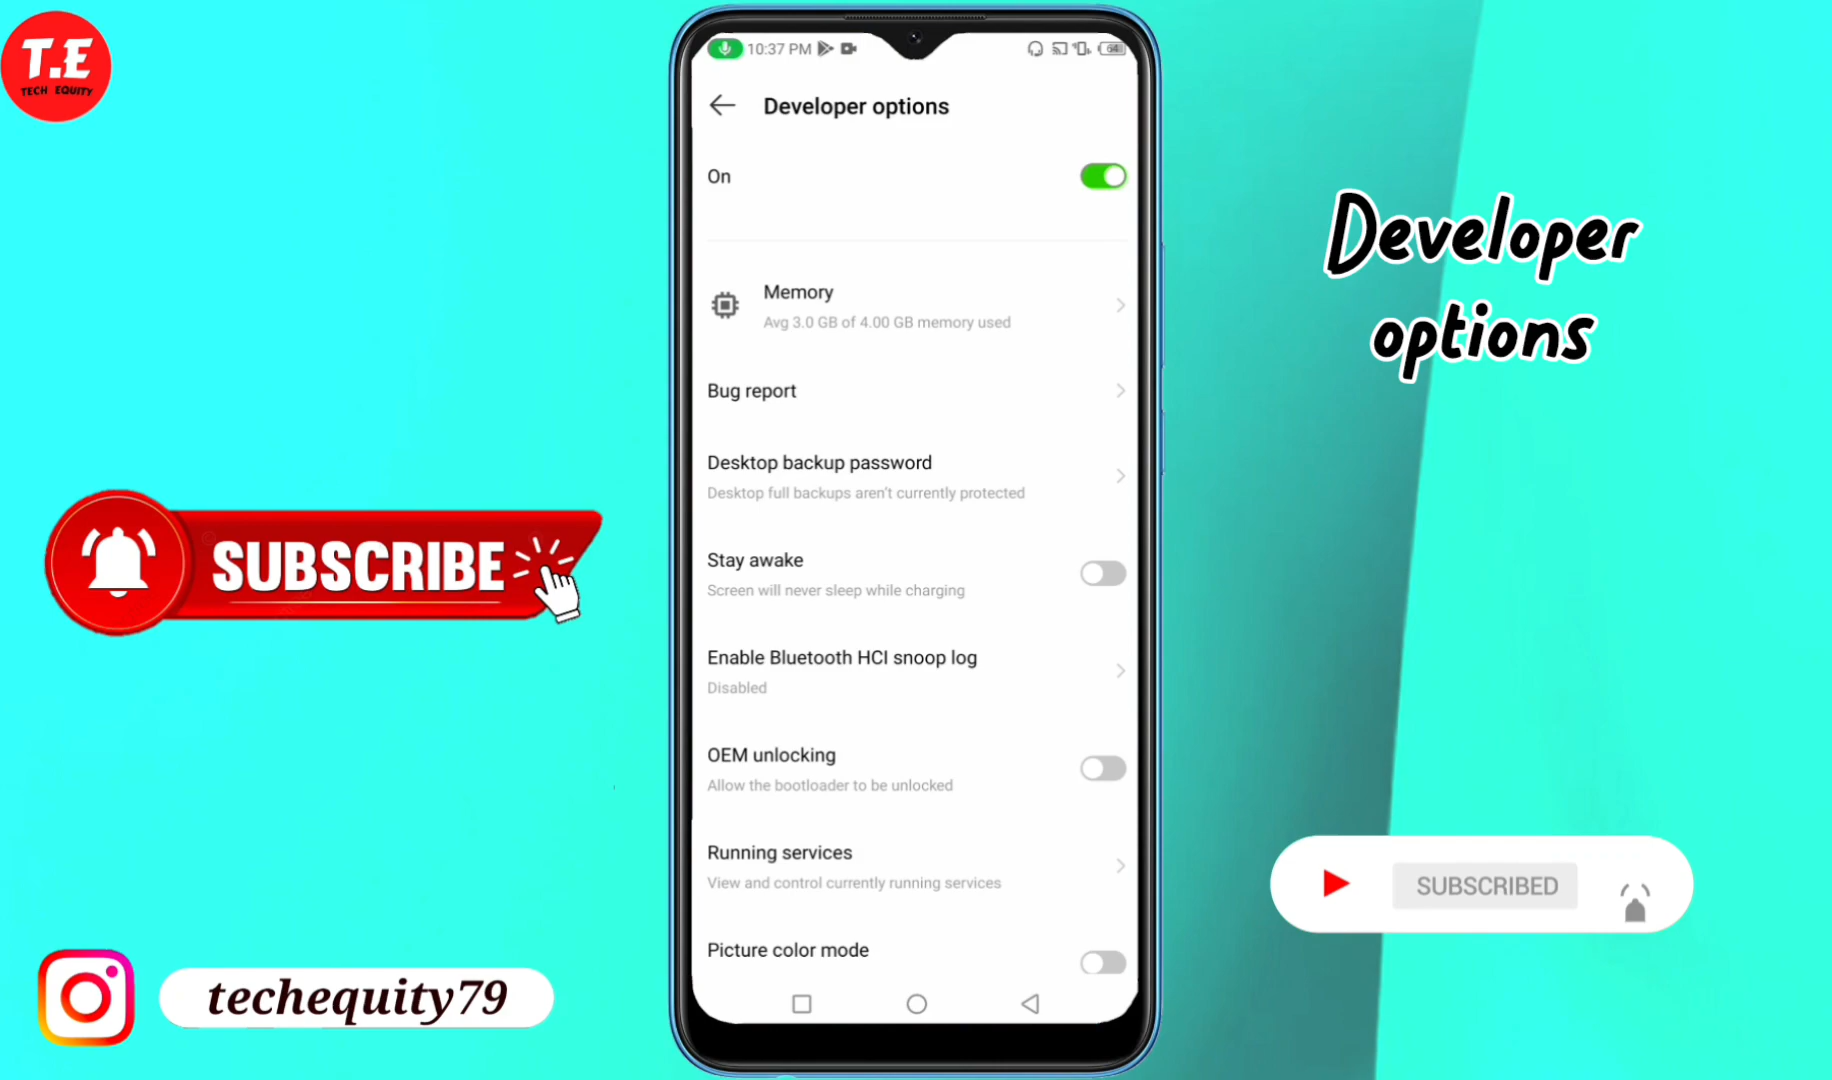 T.E
TECH EQUITY
10:37 PM
64
Developer options
On
Memory
Avg 3.0 GB of 4.00 GB memory used
Bug report
Desktop backup password
Desktop full backups aren't currently protected
Stay awake
Screen will never sleep while charging
Enable Bluetooth HCI snoop log
Disabled
OEM unlocking
Allow the bootloader to be unlocked
Running services
View and control currently running services
Picture color mode
Developer
options
SUBSCRIBE
SUBSCRIBED
techequity79